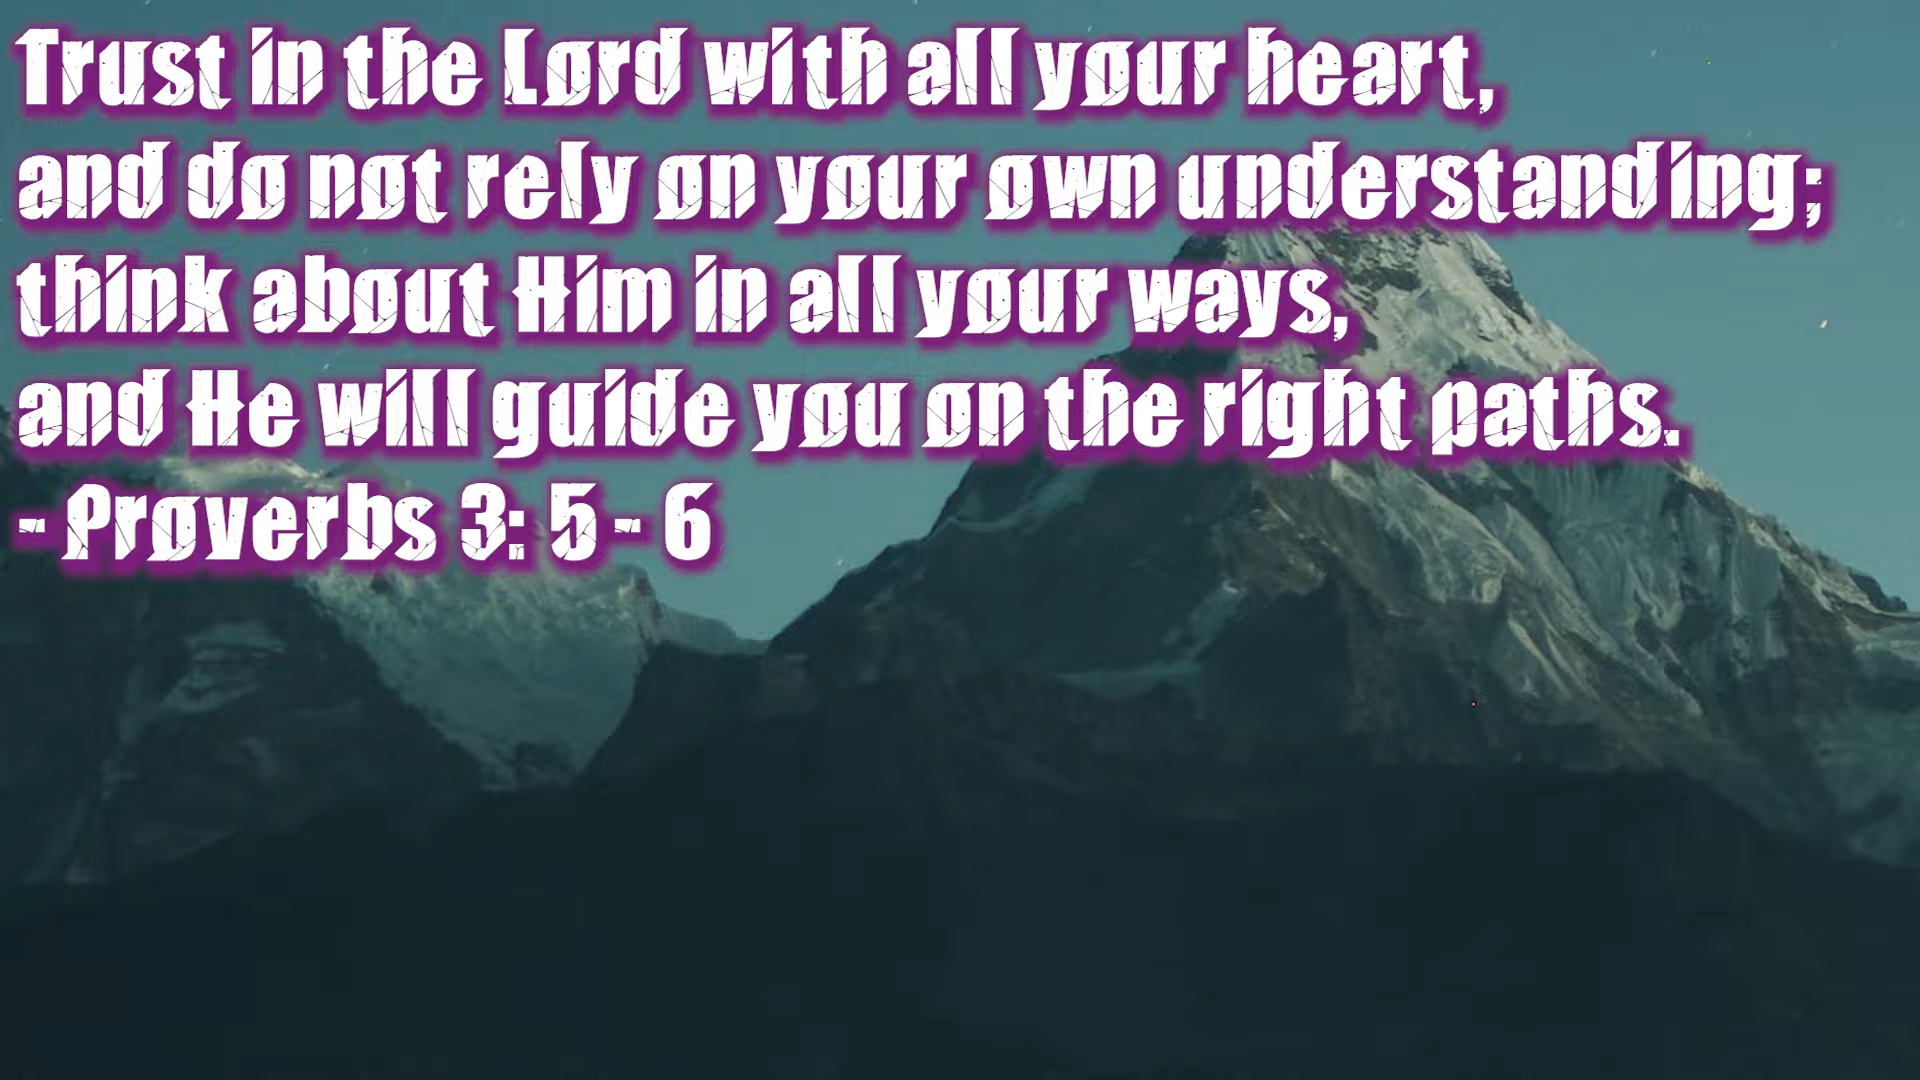 Trust in the Lord with all your heart,
and do not rely on your own understanding;
think about Him in all your ways,
and He will guide you on the right paths.
- Proverbs 3: 5 - 6